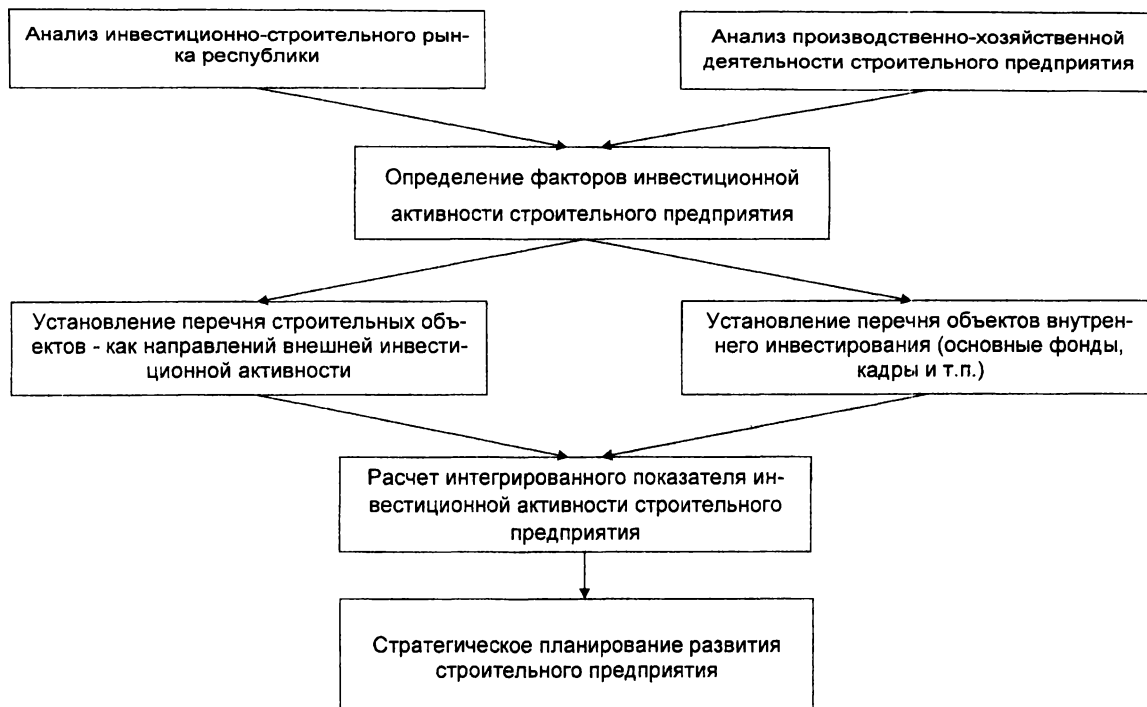 Анализ инвестиционно-строительного рын-
ка республики
Анализ производственно-хозяйственной
деятельности строительного предприятия
Определение факторов инвестиционной
активности строительного предприятия
Установление перечня строительных объ-
ектов - как направлений внешней инвести-
ционной активности
Установление перечня объектов внутрен-
него инвестирования (основные фонды,
кадры и т.п.)
Расчет интегрированного показателя ин-
вестиционной активности строительного
предприятия
Стратегическое планирование развития
строительного предприятия